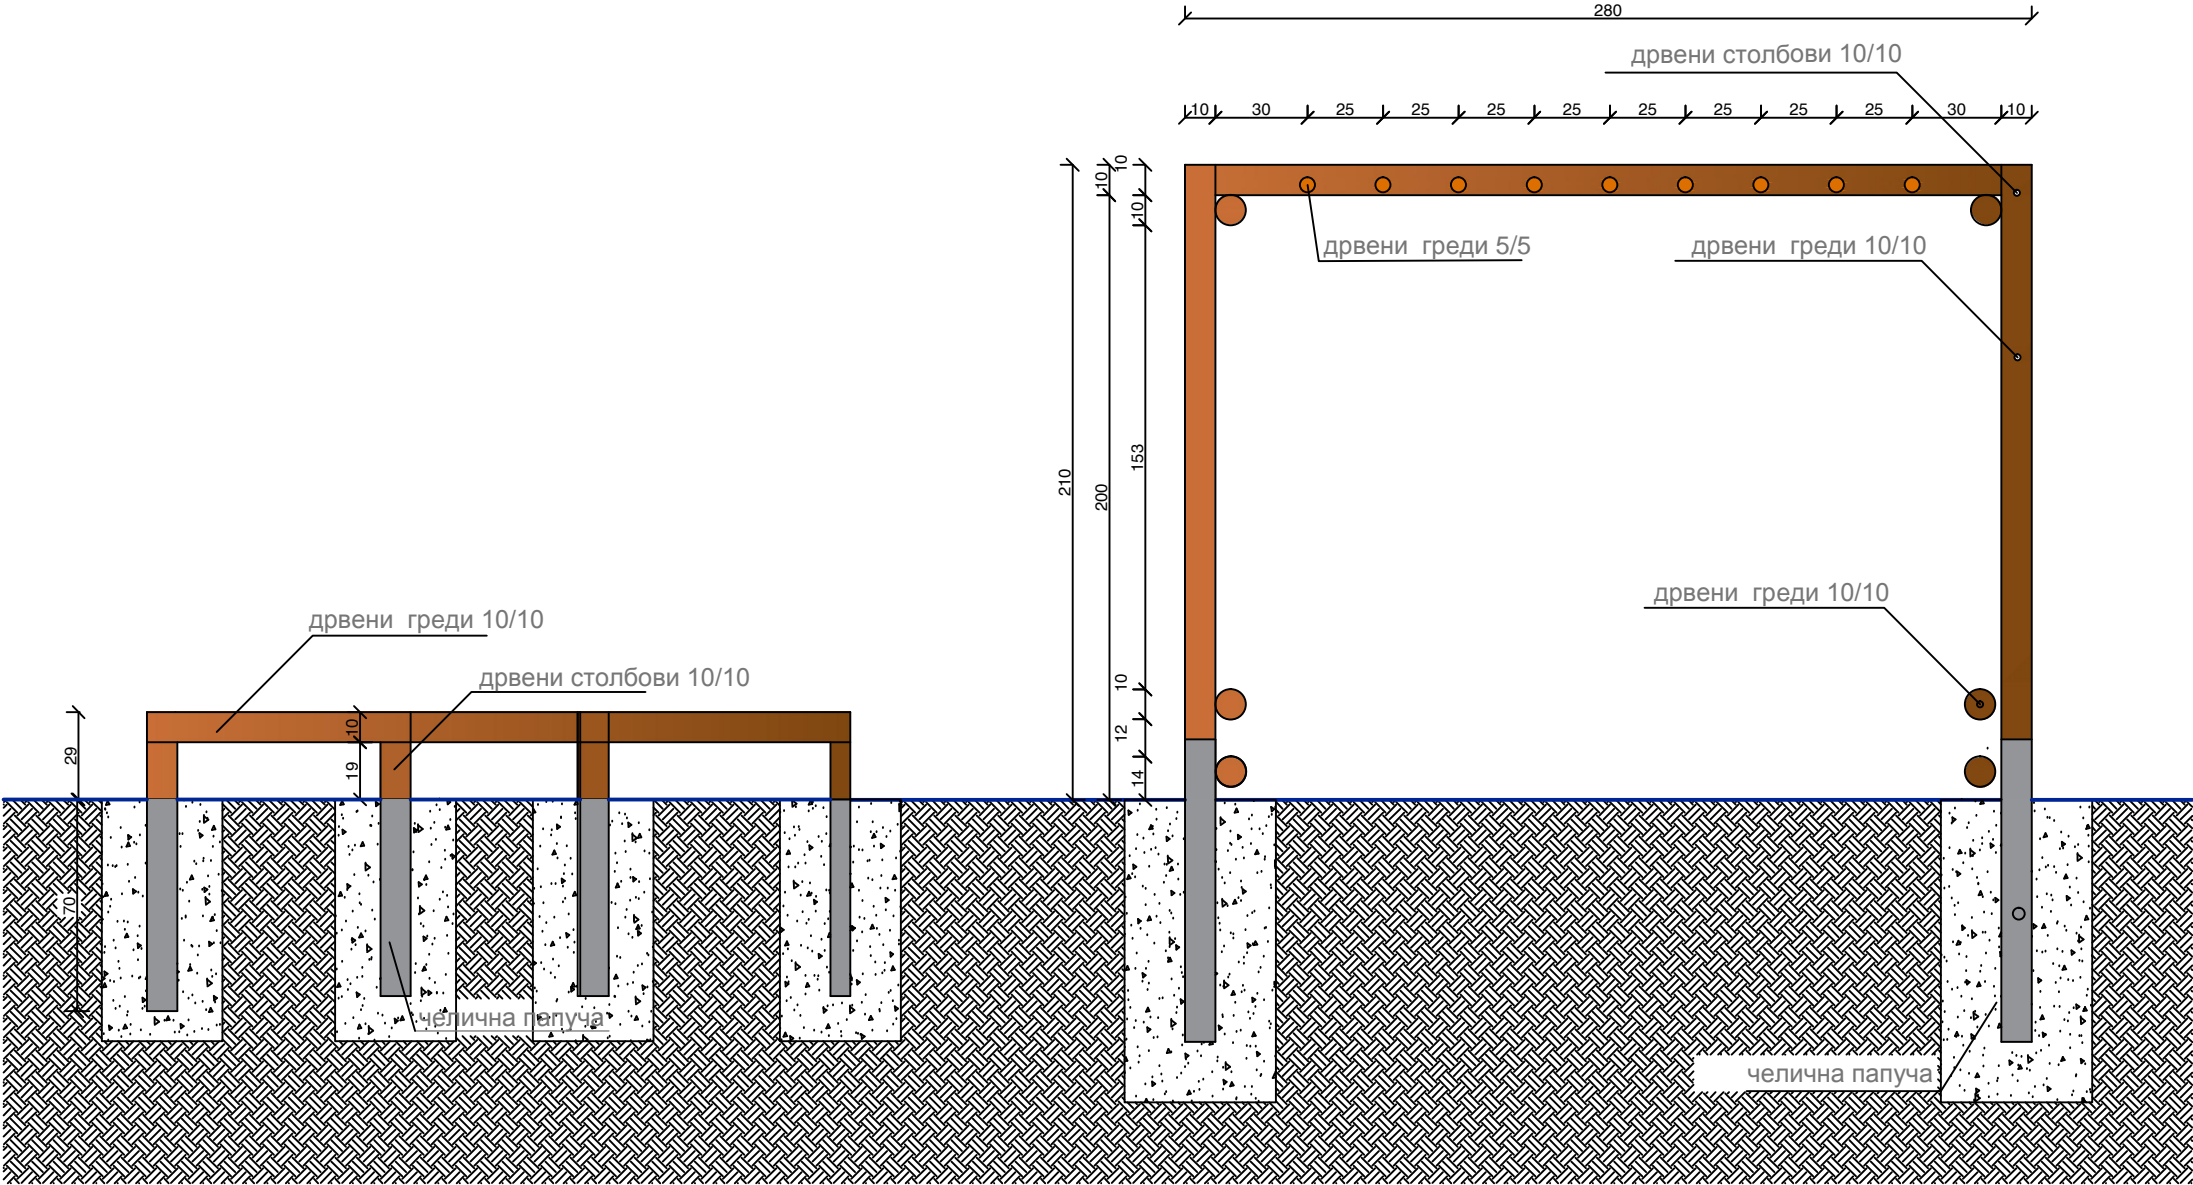 280
дрвени столбови 10/10
10 30 25 25 25 25 25 25 25 25 30 10
10
10
10
дрвени  греди 5/5
дрвени  греди 10/10
153
210
200
дрвени  греди 10/10
дрвени  греди 10/10
дрвени столбови 10/10
10
12
14
29
10
19
70
челична папуча
челична папуча